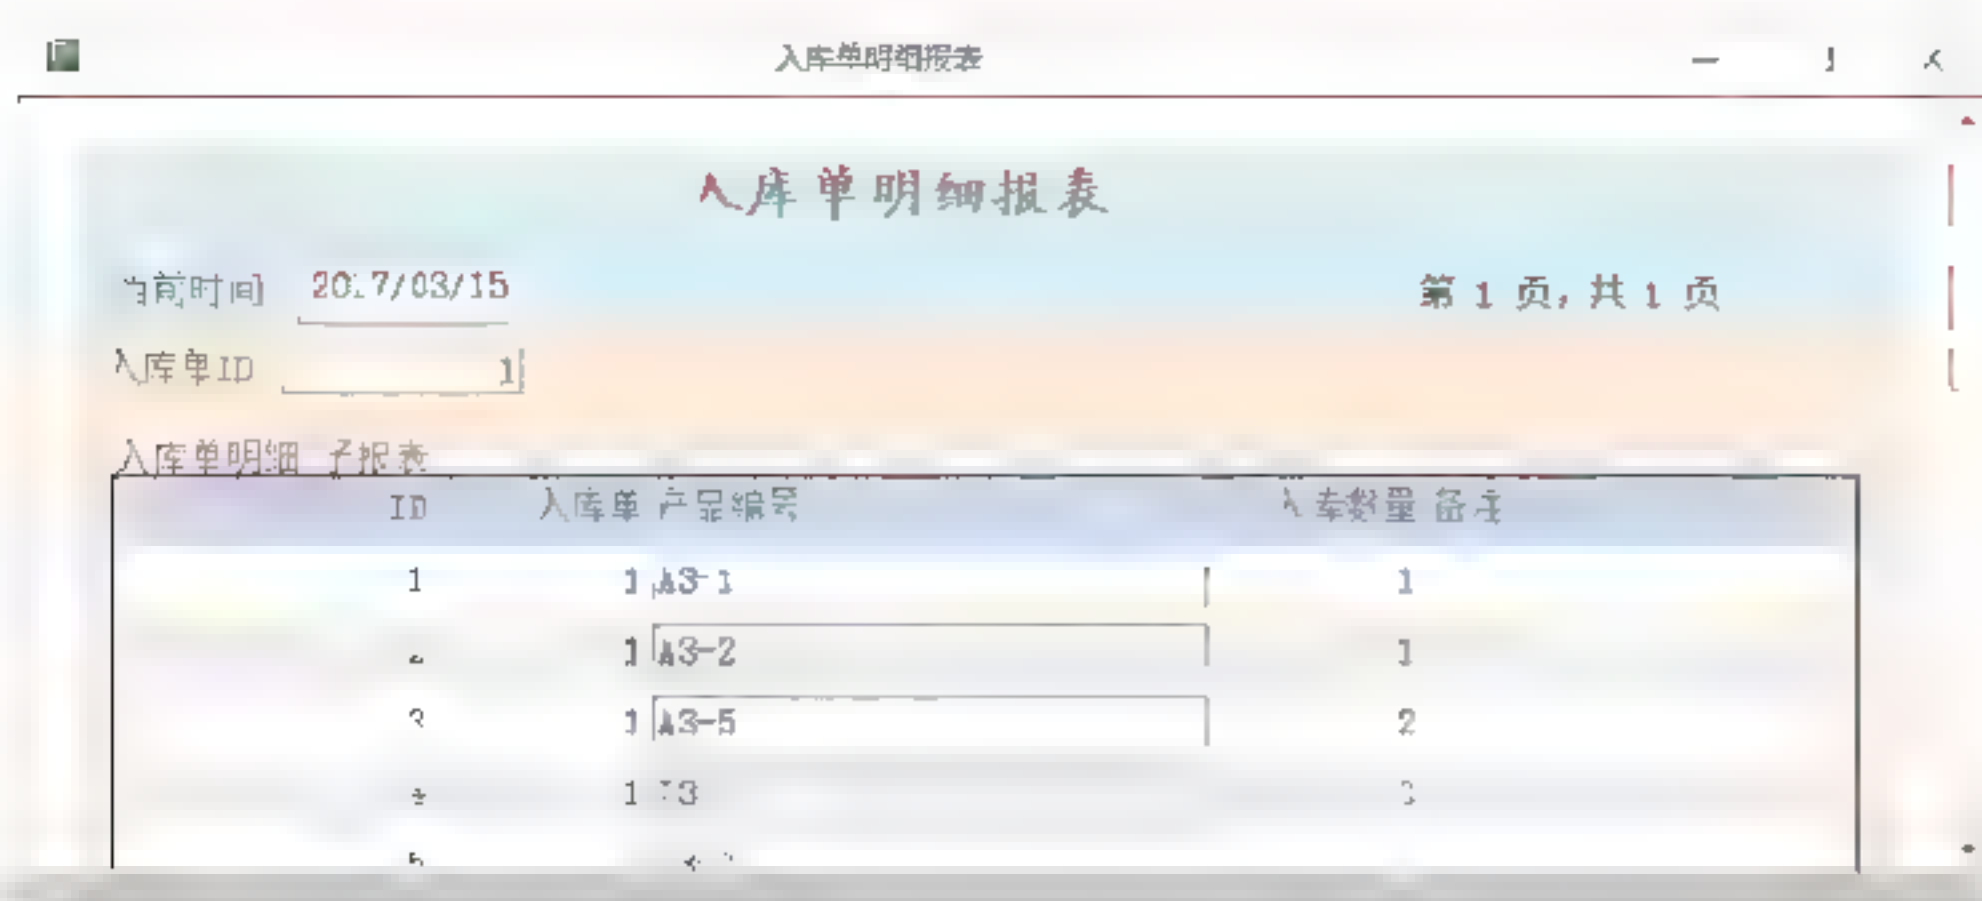 入库单明细报表
入库单明细报表
当前时间 2017/03/15 第 1 页, 共 1 页
入库单ID 1
入库单明细 子报表
ID 入库单 产品编号 入库数量 备注
1 1 A3-1 1
1 A3-2 1
3 1 A3-5 2
1
5